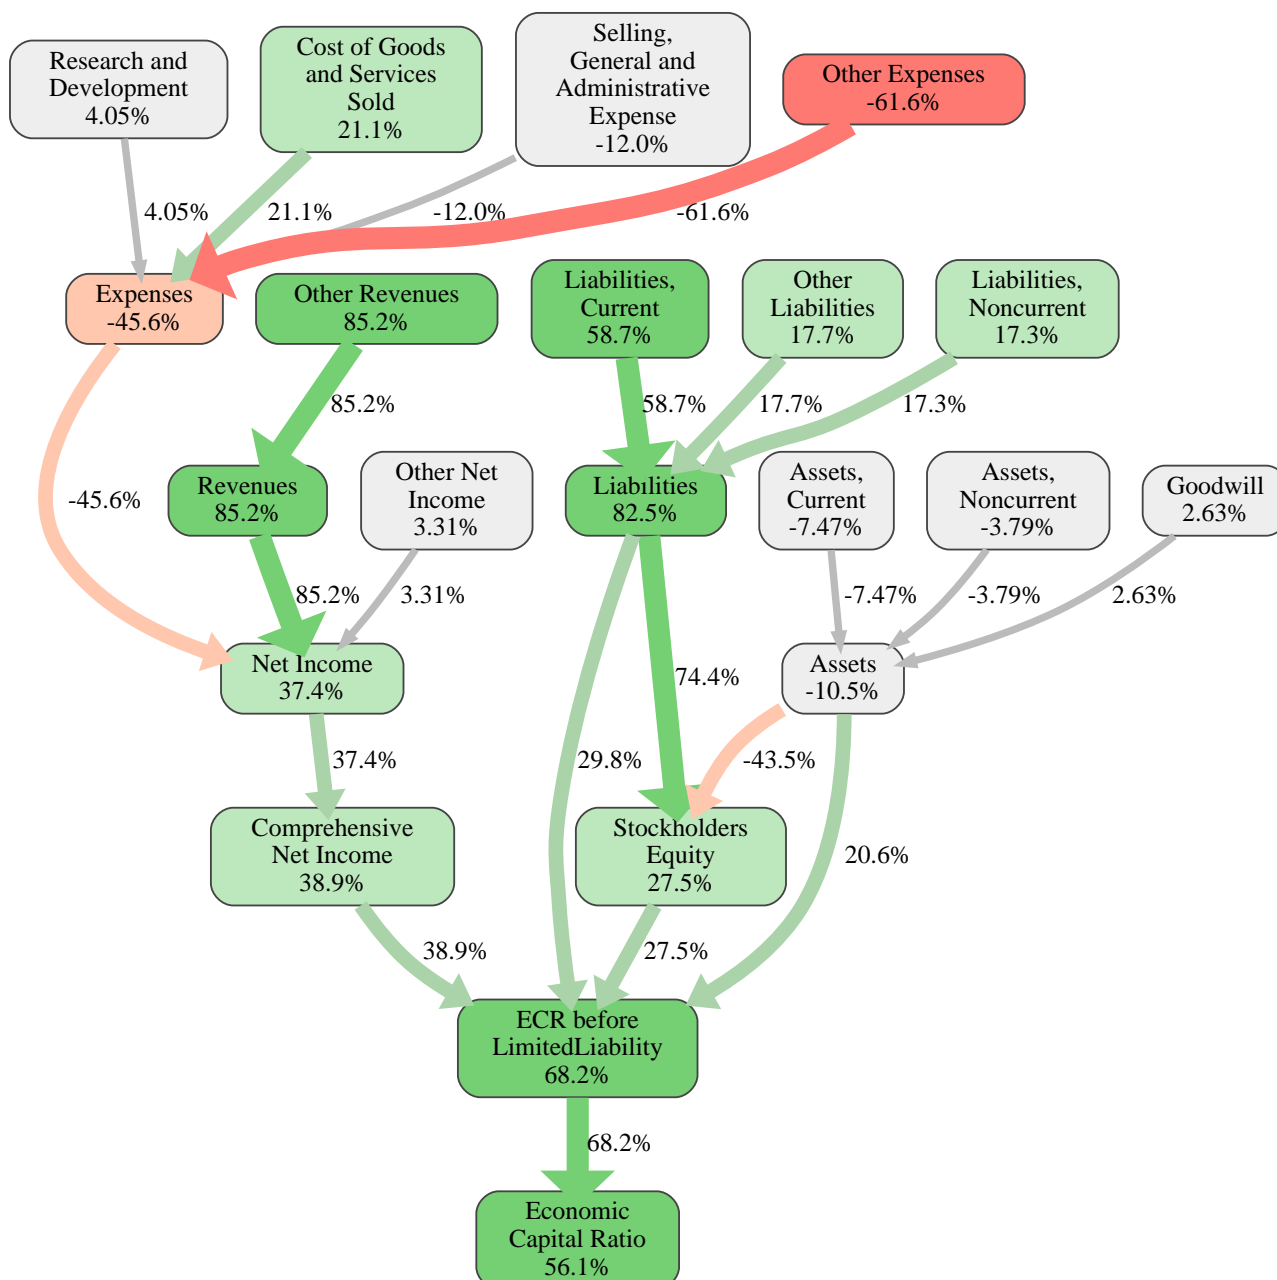 Research and
Development
4.05%
Cost of Goods
and Services
Sold
21.1%
Selling,
General and
Administrative
Expense
-12.0%
Other Expenses
-61.6%
4.05%
21.1%
-12.0%
-61.6%
Expenses
-45.6%
Other Revenues
85.2%
Liabilities,
Current
58.7%
Other
Liabilities
17.7%
Liabilities,
Noncurrent
17.3%
85.2%
58.7%
17.7%
17.3%
-45.6%
Revenues
85.2%
Other Net
Income
3.31%
Liabilities
82.5%
Assets,
Current
-7.47%
Assets,
Noncurrent
-3.79%
Goodwill
2.63%
85.2%
3.31%
-7.47%
-3.79%
2.63%
Net Income
37.4%
74.4%
Assets
-10.5%
37.4%
29.8%
-43.5%
20.6%
Comprehensive
Net Income
38.9%
Stockholders
Equity
27.5%
38.9%
27.5%
ECR before
LimitedLiability
68.2%
68.2%
Economic
Capital Ratio
56.1%